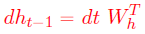 $dh_{t-1} = dt \ W_h^T$